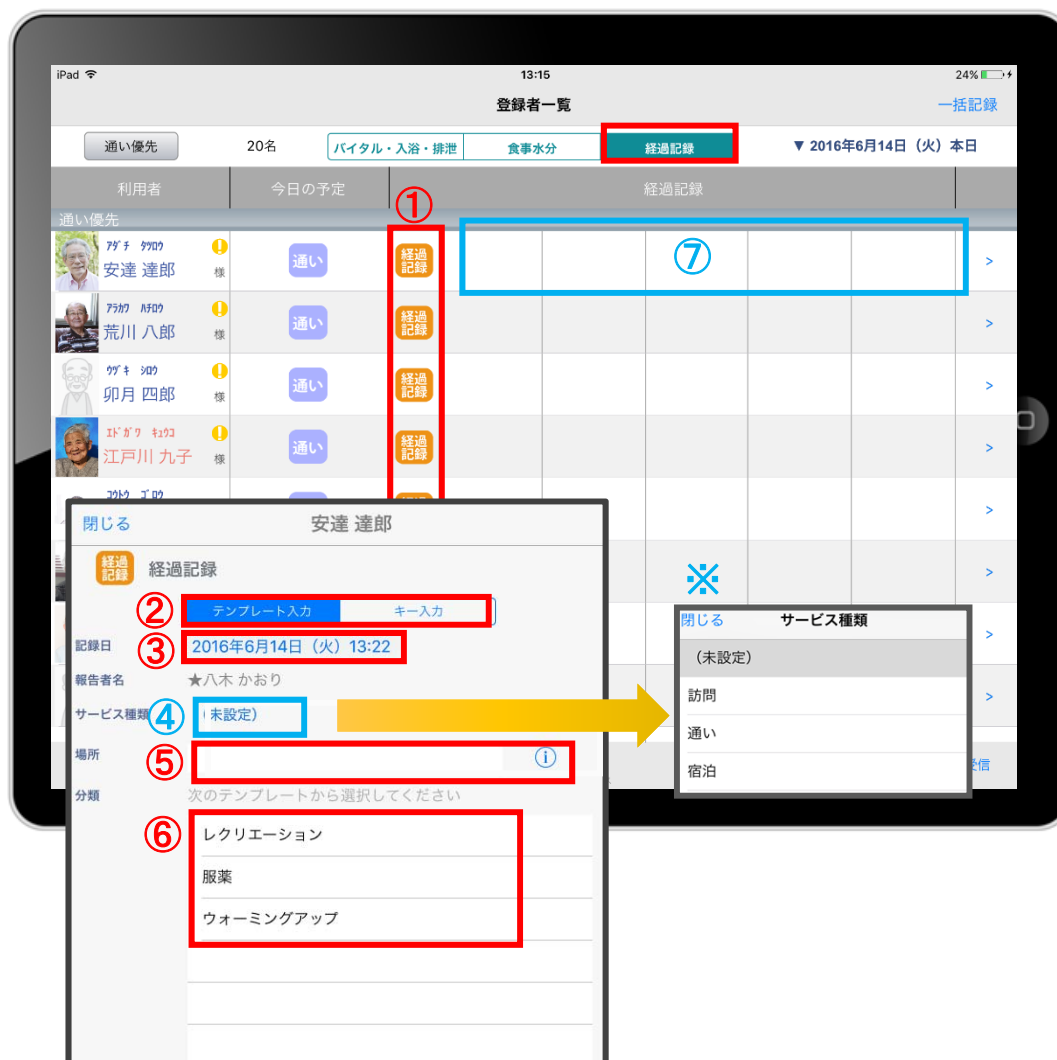 iPad 13:15 24%
登録者一覧 一括記録
通い優先 20名 バイタル・入浴・排泄 食事水分 経過記録 ▼ 2016年6月14日（火）本日
利用者 今日の予定 経過記録
①
通い優先
アダチ タツロウ
安達 達郎 様 通い 経過記録 ⑦ >
アラカワ ハチロウ
荒川 八郎 様 通い 経過記録 >
ウヅキ シロウ
卯月 四郎 様 通い 経過記録 >
エドガワ キュウコ
江戸川 九子 様 通い 経過記録 >
コウトウ ゴロウ
>
閉じる 安達 達郎
経過記録 経過記録 ※ >
② テンプレート入力 キー入力
記録日 ③ 2016年6月14日（火）13:22
報告者名 ★八木 かおり
サービス種類 ④ （未設定）
場所 ⑤ i
分類 次のテンプレートから選択してください
⑥ レクリエーション
服薬
ウォーミングアップ
閉じる サービス種類
（未設定） >
訪問 >
通い
宿泊 受信